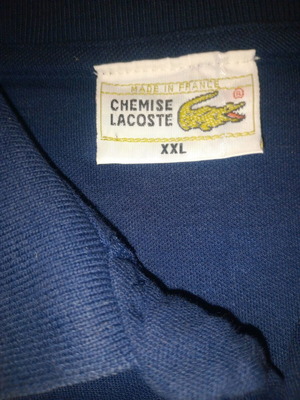 MADE IN FRANCE
CHEMISE
LACOSTE
®
XXL